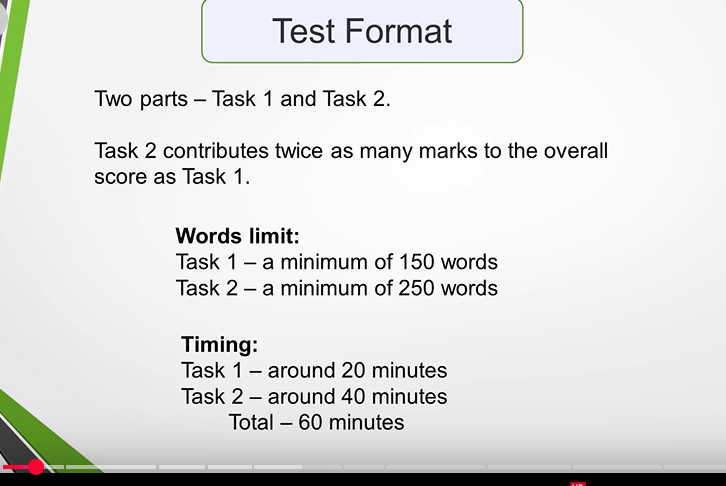 Test Format
Two parts – Task 1 and Task 2.
Task 2 contributes twice as many marks to the overall
score as Task 1.
Words limit:
Task 1 – a minimum of 150 words
Task 2 – a minimum of 250 words
Timing:
Task 1 – around 20 minutes
Task 2 – around 40 minutes
Total – 60 minutes